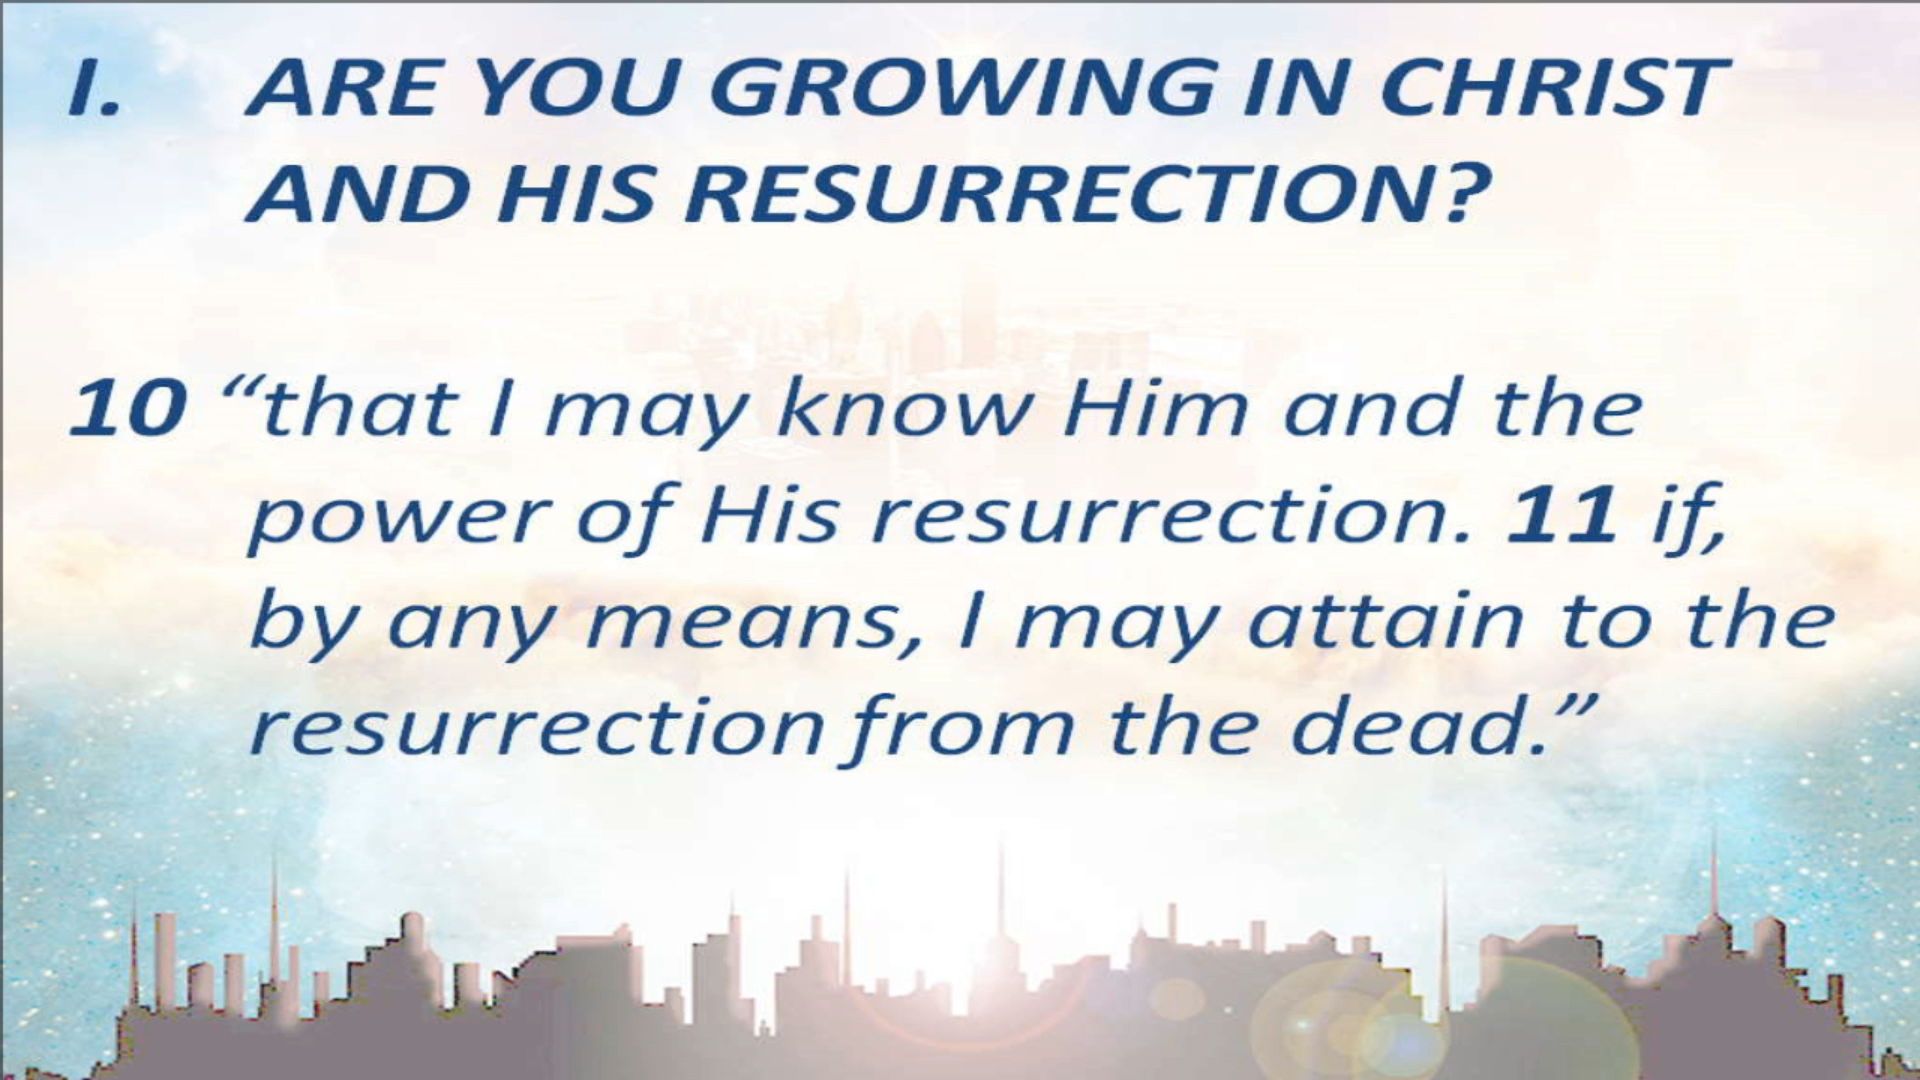 I. ARE YOU GROWING IN CHRIST
AND HIS RESURRECTION?
10 “that I may know Him and the
power of His resurrection. 11 if,
by any means, I may attain to the
resurrection from the dead.”